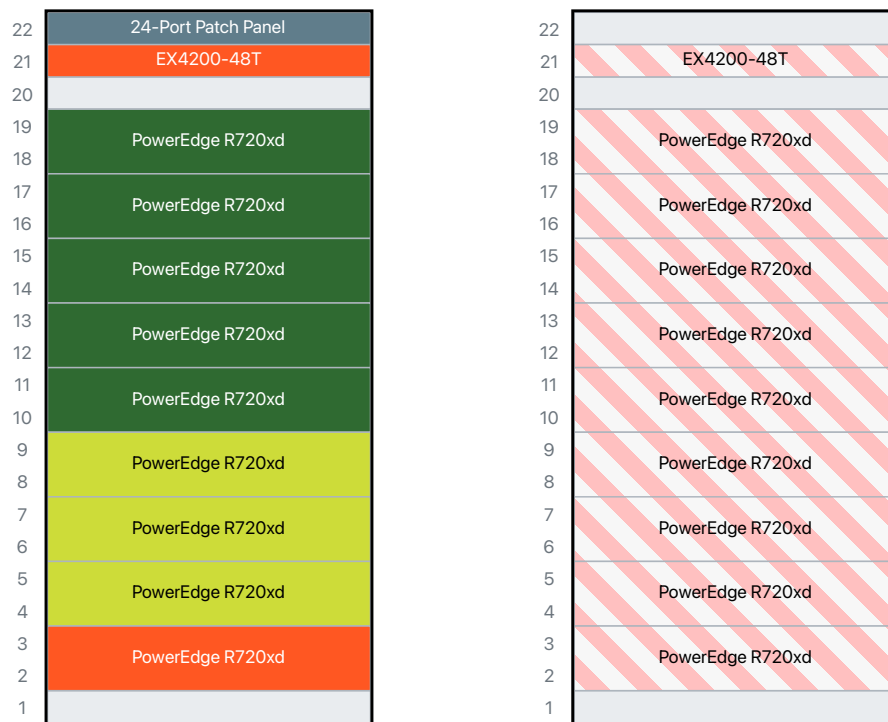 22 24-Port Patch Panel
21 EX4200-48T
20
19
PowerEdge R720xd
18
17
PowerEdge R720xd
16
15
PowerEdge R720xd
14
13
PowerEdge R720xd
12
11
PowerEdge R720xd
10
9
PowerEdge R720xd
8
7
PowerEdge R720xd
6
5
PowerEdge R720xd
4
3
PowerEdge R720xd
2
1
22
21 EX4200-48T
20
19
PowerEdge R720xd
18
17
PowerEdge R720xd
16
15
PowerEdge R720xd
14
13
PowerEdge R720xd
12
11
PowerEdge R720xd
10
9
PowerEdge R720xd
8
7
PowerEdge R720xd
6
5
PowerEdge R720xd
4
3
PowerEdge R720xd
2
1